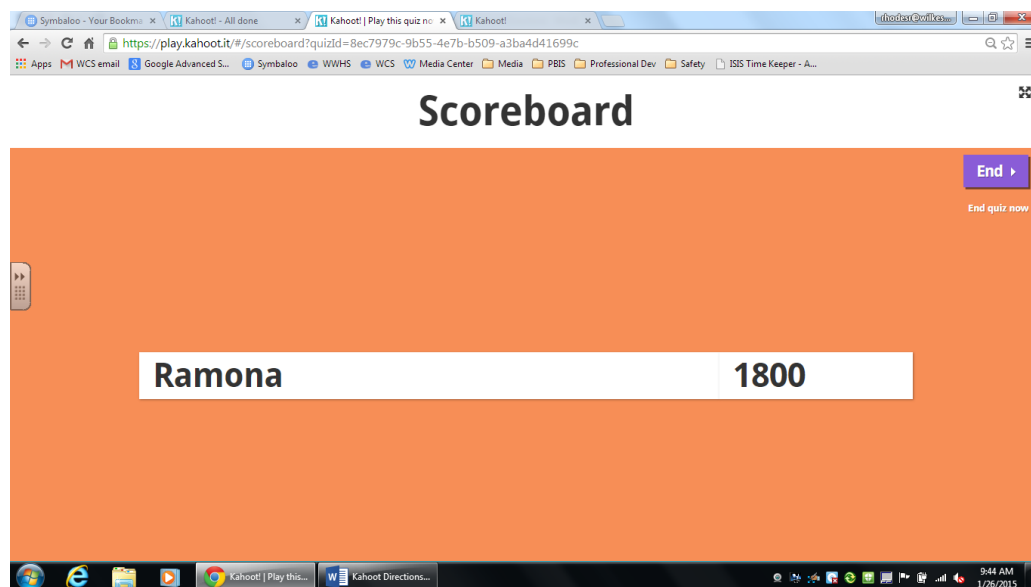 Symbaloo - Your Bookma
Kahoot! - All done
Kahoot! | Play this quiz no
Kahoot!
rhodest@wilkes...
https://play.kahoot.it/#/scoreboard?quizId=8ec7979c-9b55-4e7b-b509-a3ba4d41699c
Apps WCS email Google Advanced S... Symbaloo WWHS WCS Media Center Media PBIS Professional Dev Safety ISIS Time Keeper - A...
Scoreboard
End
End quiz now
Ramona 1800
Kahoot! | Play this...
Kahoot Directions...
9:44 AM
1/26/2015